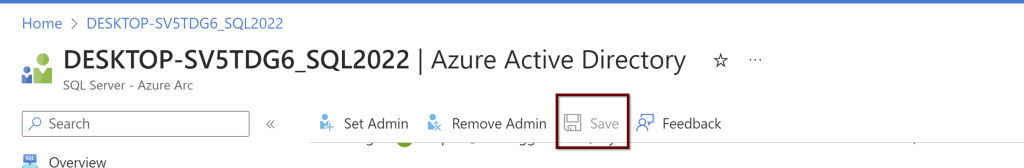 Home > DESKTOP-SV5TDG6_SQL2022
DESKTOP-SV5TDG6_SQL2022 | Azure Active Directory
SQL Server - Azure Arc
Search
Set Admin Remove Admin Save Feedback
SQL
Overview